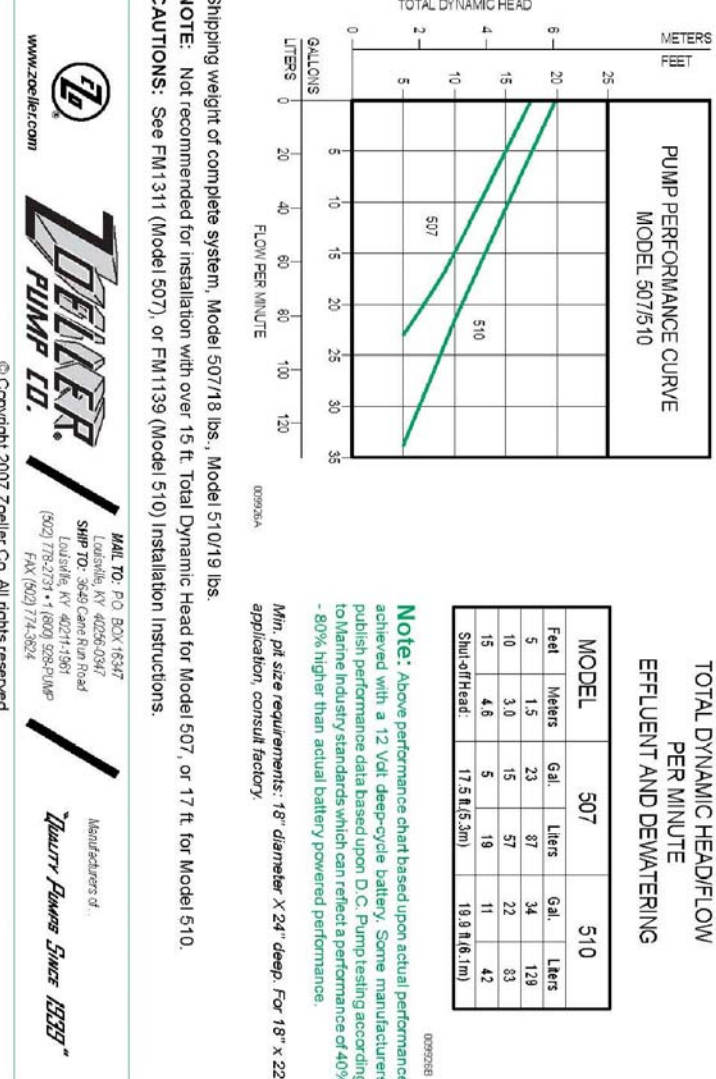 PUMP PERFORMANCE CURVE
MODEL 507/510
TOTAL DYNAMIC HEAD
METERS
FEET
0
2
4
6
5
10
15
20
25
507
510
GALLONS
5
10
15
20
25
30
35
LITERS
0
20
40
60
80
100
120
FLOW PER MINUTE
009926A
TOTAL DYNAMIC HEAD/FLOW
PER MINUTE
EFFLUENT AND DEWATERING
MODEL 507 510
Feet Meters Gal. Liters Gal. Liters
5 1.5 23 87 34 129
10 3.0 15 57 22 83
15 4.6 5 19 11 42
Shut-off Head: 17.5 ft.(5.3m) 19.9 ft.(6.1m)
009926B
Note: Above performance chart based upon actual performance
achieved with a 12 Volt deep-cycle battery. Some manufacturers
publish performance data based upon D.C. Pump testing according
to Marine Industry standards which can reflect a performance of 40%
- 80% higher than actual battery powered performance.
Min. pit size requirements: 18" diameter X 24" deep. For 18" x 22
application, consult factory.
Shipping weight of complete system, Model 507/18 lbs., Model 510/19 lbs.
NOTE: Not recommended for installation with over 15 ft. Total Dynamic Head for Model 507, or 17 ft. for Model 510.
CAUTIONS: See FM1311 (Model 507), or FM1139 (Model 510) Installation Instructions.
®
www.zoeller.com
ZOELLER®
PUMP CO.
MAIL TO: P.O. BOX 16347
Louisville, KY 40256-0347
SHIP TO: 3649 Cane Run Road
Louisville, KY 40211-1961
(502) 778-2731 • 1 (800) 928-PUMP
FAX (502) 774-3624
Manufacturers of...
"QUALITY PUMPS SINCE 1939"
© Copyright 2007 Zoeller Co. All rights reserved.